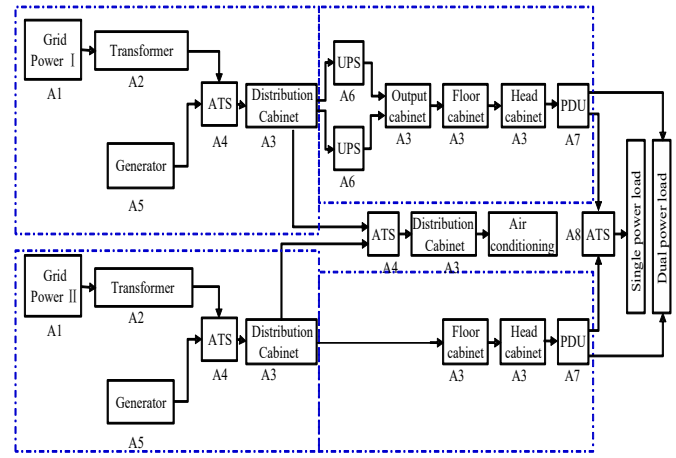 Grid
Power Ⅰ
A1
Transformer
A2
ATS
A4
Generator
A5
Distribution
Cabinet
A3
UPS
A6
UPS
A6
Output
cabinet
A3
Floor
cabinet
A3
Head
cabinet
A3
PDU
A7
ATS
A4
Distribution
Cabinet
A3
Air
conditioning
A8
ATS
Single power load
Dual power load
Grid
Power Ⅱ
A1
Transformer
A2
ATS
A4
Generator
A5
Distribution
Cabinet
A3
Floor
cabinet
A3
Head
cabinet
A3
PDU
A7